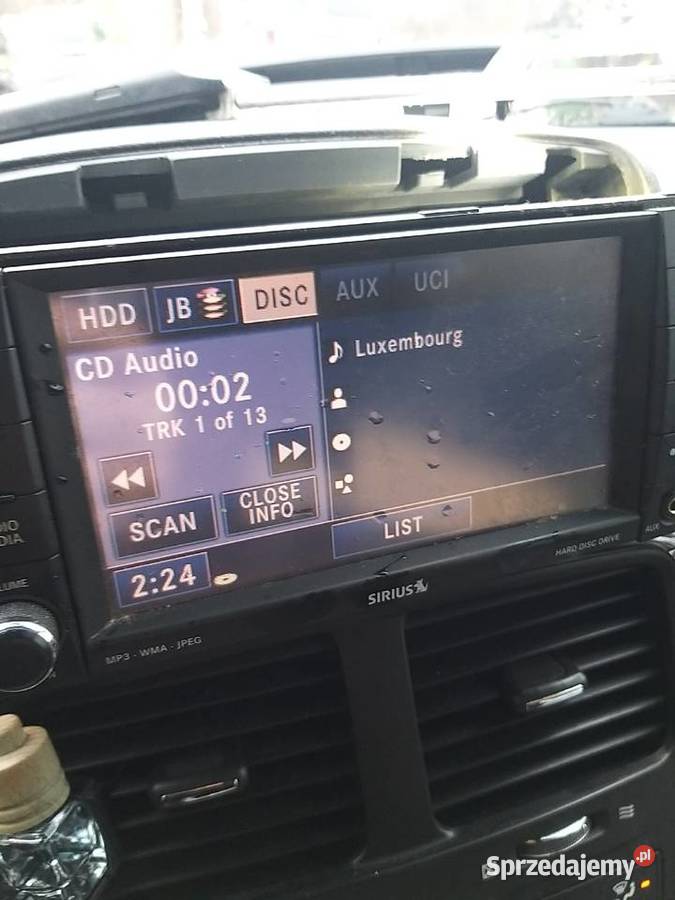 HDD
JB
DISC
AUX
UCI
CD Audio
00:02
TRK 1 of 13
Luxembourg
SCAN
CLOSE
INFO
LIST
2:24
SIRIUS
HARD DISC DRIVE
AUX
MP3 · WMA · JPEG
Sprzedajemy.pl